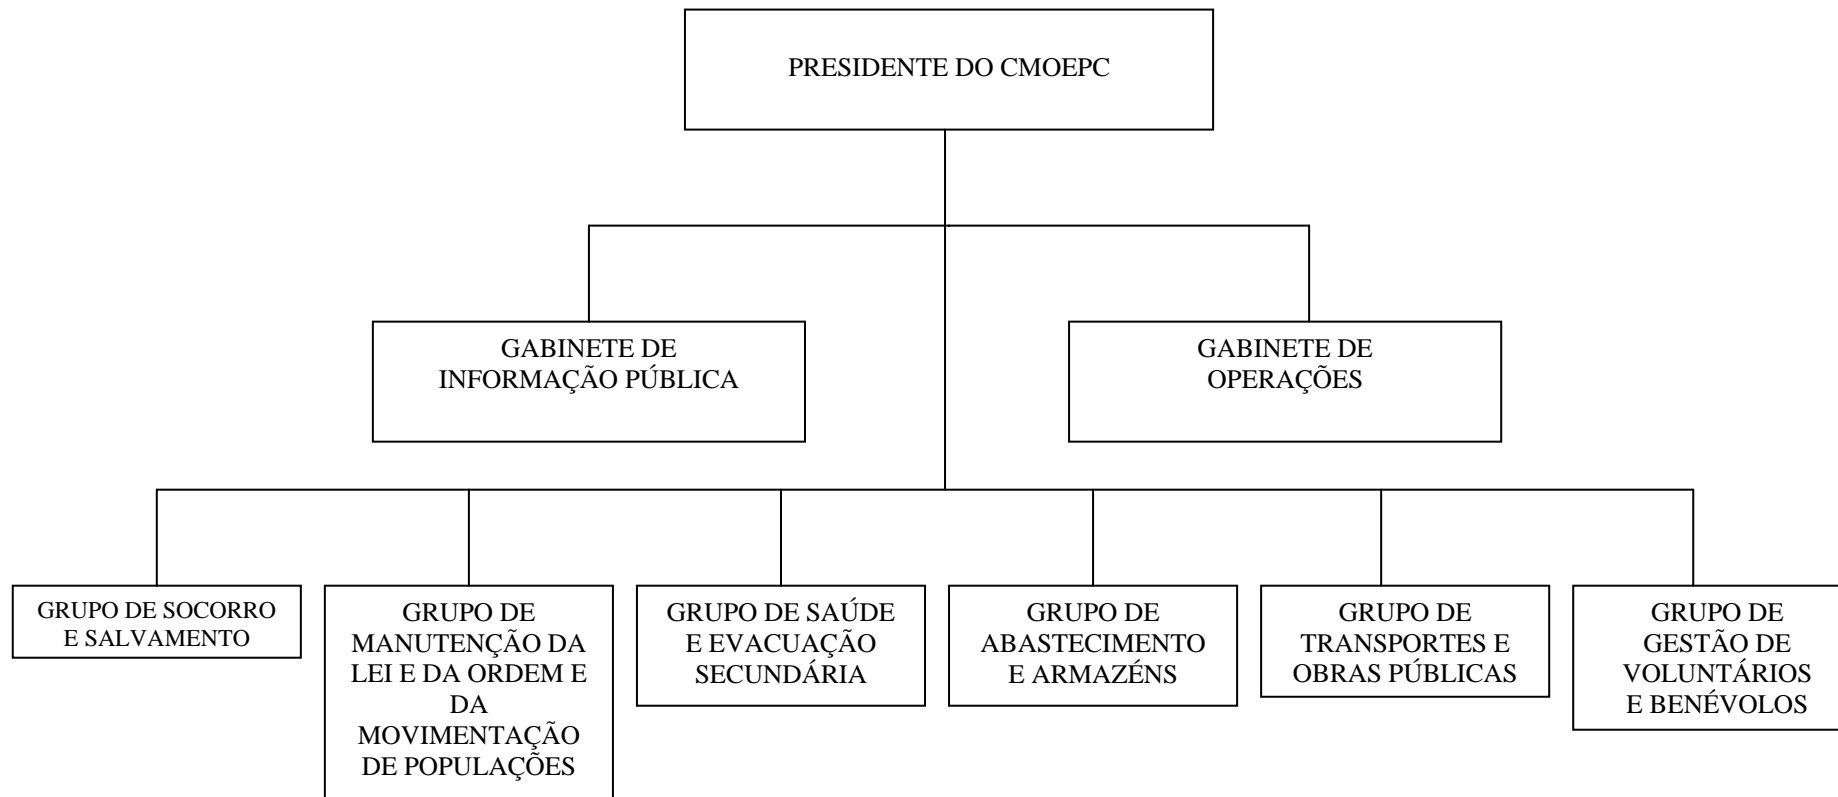 PRESIDENTE DO CMOEPC
GABINETE DE
INFORMAÇÃO PÚBLICA
GABINETE DE
OPERAÇÕES
GRUPO DE SOCORRO
E SALVAMENTO
GRUPO DE
MANUTENÇÃO DA
LEI E DA ORDEM E
DA
MOVIMENTAÇÃO
DE POPULAÇÕES
GRUPO DE SAÚDE
E EVACUAÇÃO
SECUNDÁRIA
GRUPO DE
ABASTECIMENTO
E ARMAZÉNS
GRUPO DE
TRANSPORTES E
OBRAS PÚBLICAS
GRUPO DE
GESTÃO DE
VOLUNTÁRIOS
E BENÉVOLOS